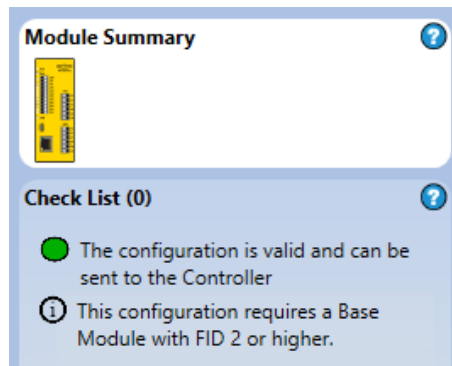 Module Summary
Check List (0)
The configuration is valid and can be
sent to the Controller
This configuration requires a Base
Module with FID 2 or higher.